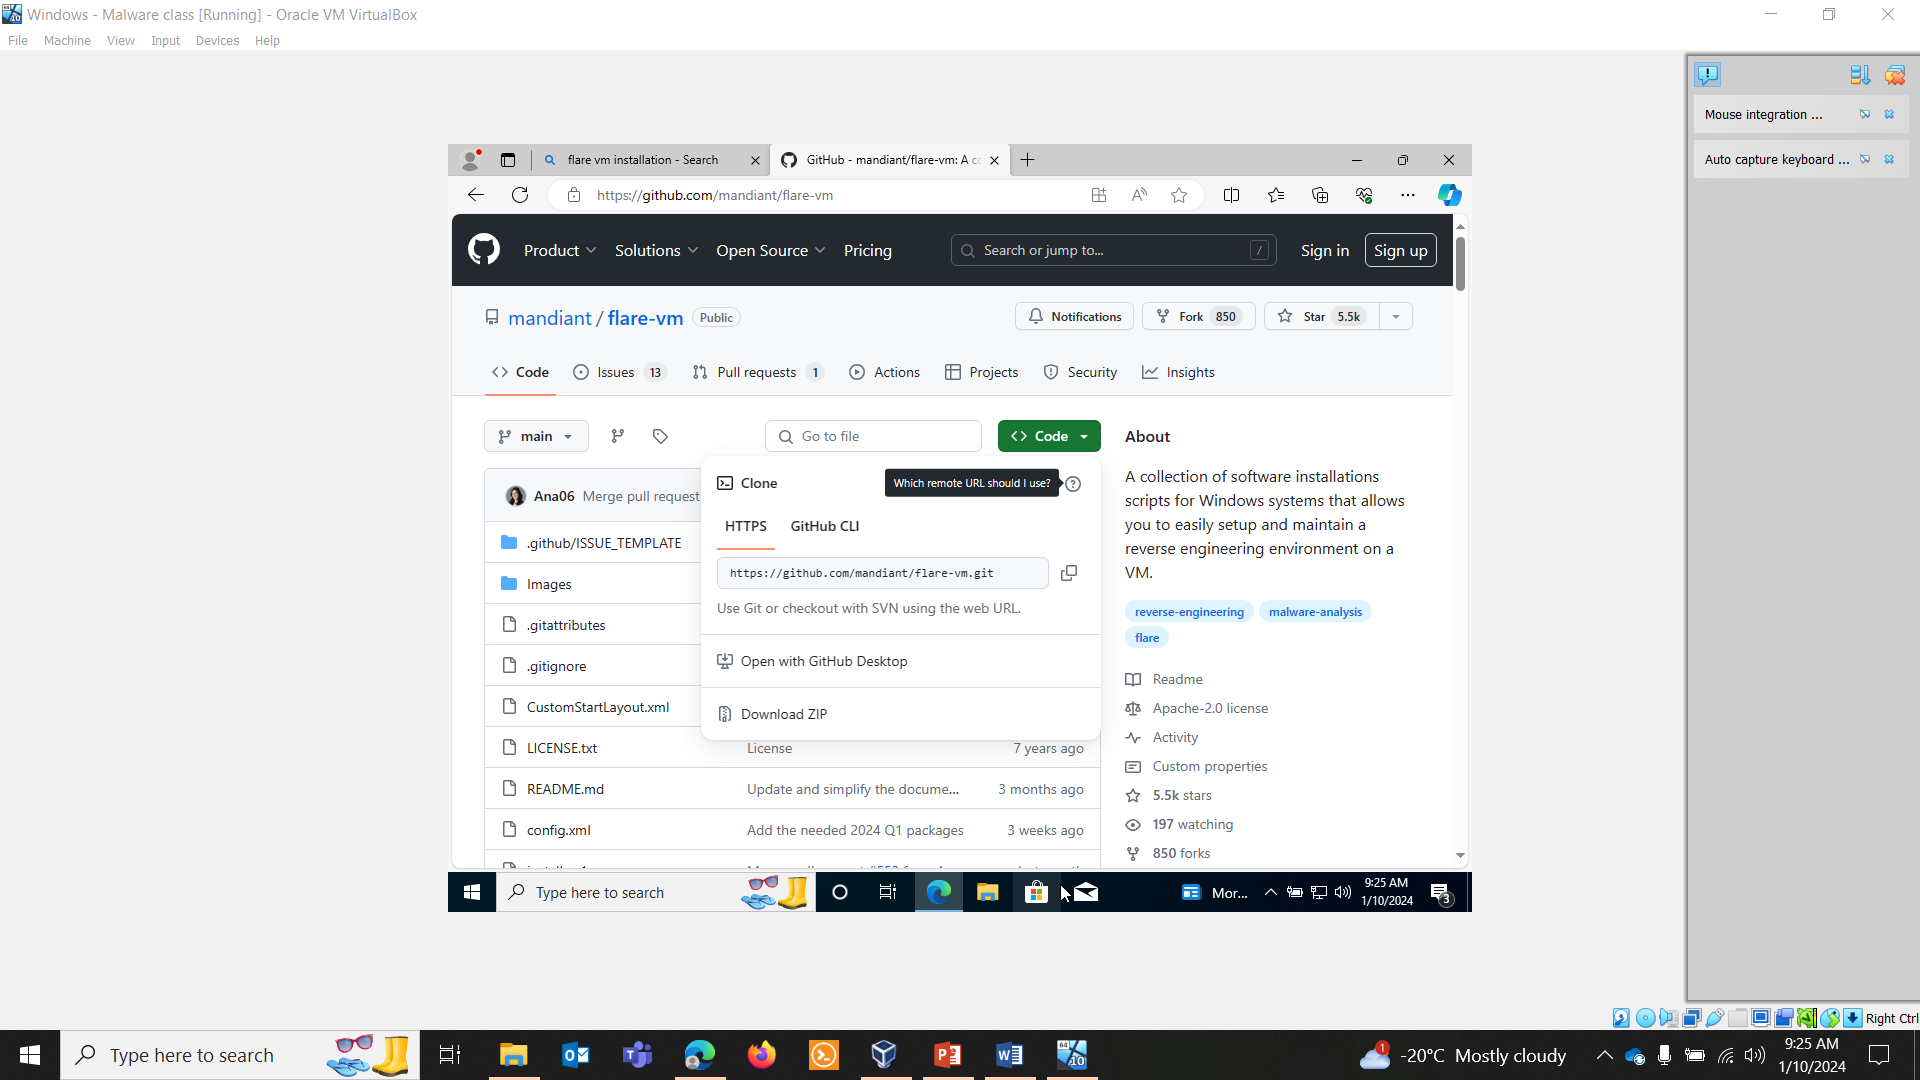 Windows - Malware class [Running] - Oracle VM VirtualBox
File Machine View Input Devices Help
Mouse integration ...
Auto capture keyboard ...
flare vm installation - Search
GitHub - mandiant/flare-vm: A co
https://github.com/mandiant/flare-vm
Product Solutions Open Source Pricing
Search or jump to... /
Sign in
Sign up
mandiant / flare-vm Public
Notifications
Fork 850
Star 5.5k
Code
Issues 13
Pull requests 1
Actions
Projects
Security
Insights
main
Go to file
Code
Clone
Which remote URL should I use?
HTTPS GitHub CLI
https://github.com/mandiant/flare-vm.git
Use Git or checkout with SVN using the web URL.
Open with GitHub Desktop
Download ZIP
Ana06 Merge pull request
.github/ISSUE_TEMPLATE
Images
.gitattributes
.gitignore
CustomStartLayout.xml
LICENSE.txt License 7 years ago
README.md Update and simplify the docume... 3 months ago
config.xml Add the needed 2024 Q1 packages 3 weeks ago
About
A collection of software installations
scripts for Windows systems that allows
you to easily setup and maintain a
reverse engineering environment on a
VM.
reverse-engineering malware-analysis
flare
Readme
Apache-2.0 license
Activity
Custom properties
5.5k stars
197 watching
850 forks
Type here to search
Mor...
9:25 AM
1/10/2024
3
Right Ctrl
Type here to search
1
-20°C Mostly cloudy
9:25 AM
1/10/2024